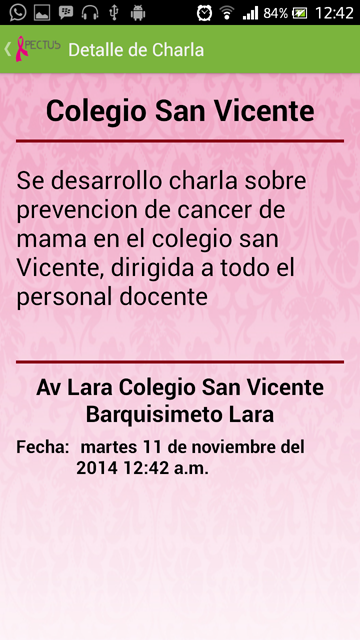 84% 12:42
PECTUS Detalle de Charla
Colegio San Vicente
Se desarrollo charla sobre
prevencion de cancer de
mama en el colegio san
Vicente, dirigida a todo el
personal docente
Av Lara Colegio San Vicente
Barquisimeto Lara
Fecha: martes 11 de noviembre del
2014 12:42 a.m.